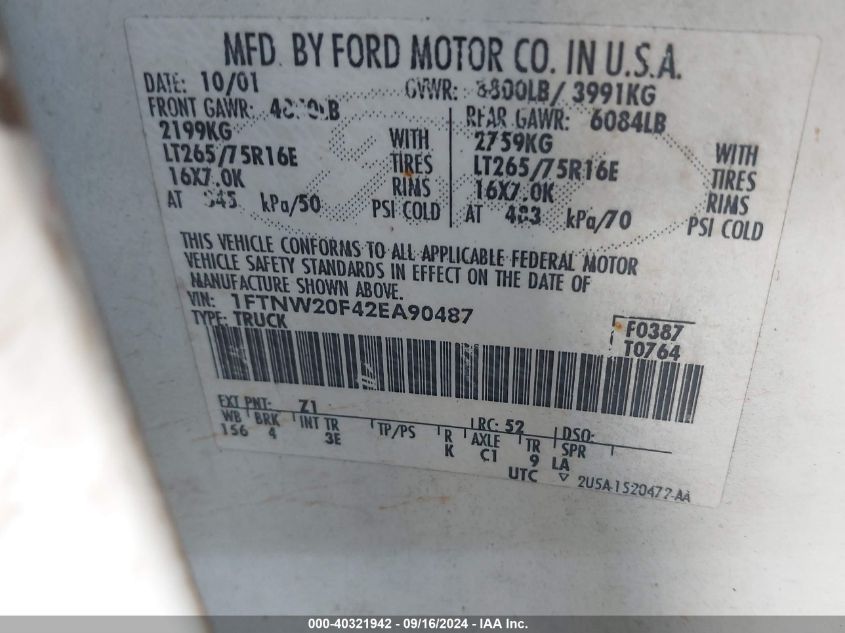 MFD. BY FORD MOTOR CO. IN U.S.A.
DATE: 10/01 GVWR: 8800LB/ 3991KG
FRONT GAWR: REAR GAWR: 6084LB
2199KG WITH 2759KG WITH
LT265/75R16E TIRES LT265/75R16E TIRES
16X7.0K RIMS 16X7.0K RIMS
AT 345 kPa/50 PSI COLD AT 483 kPa/70 PSI COLD
THIS VEHICLE CONFORMS TO ALL APPLICABLE FEDERAL MOTOR
VEHICLE SAFETY STANDARDS IN EFFECT ON THE DATE OF
MANUFACTURE SHOWN ABOVE.
VIN: 1FTNW20F42EA90487
TYPE: TRUCK F0387
T0764
EXT PNT: Z1 RC: 52 DSO:
WB BRK INT TR TP/PS R AXLE TR SPR
156 4 3E K C1 9 LA
UTC 2U5A-1520472-AA
000-40321942 - 09/16/2024 - IAA Inc.